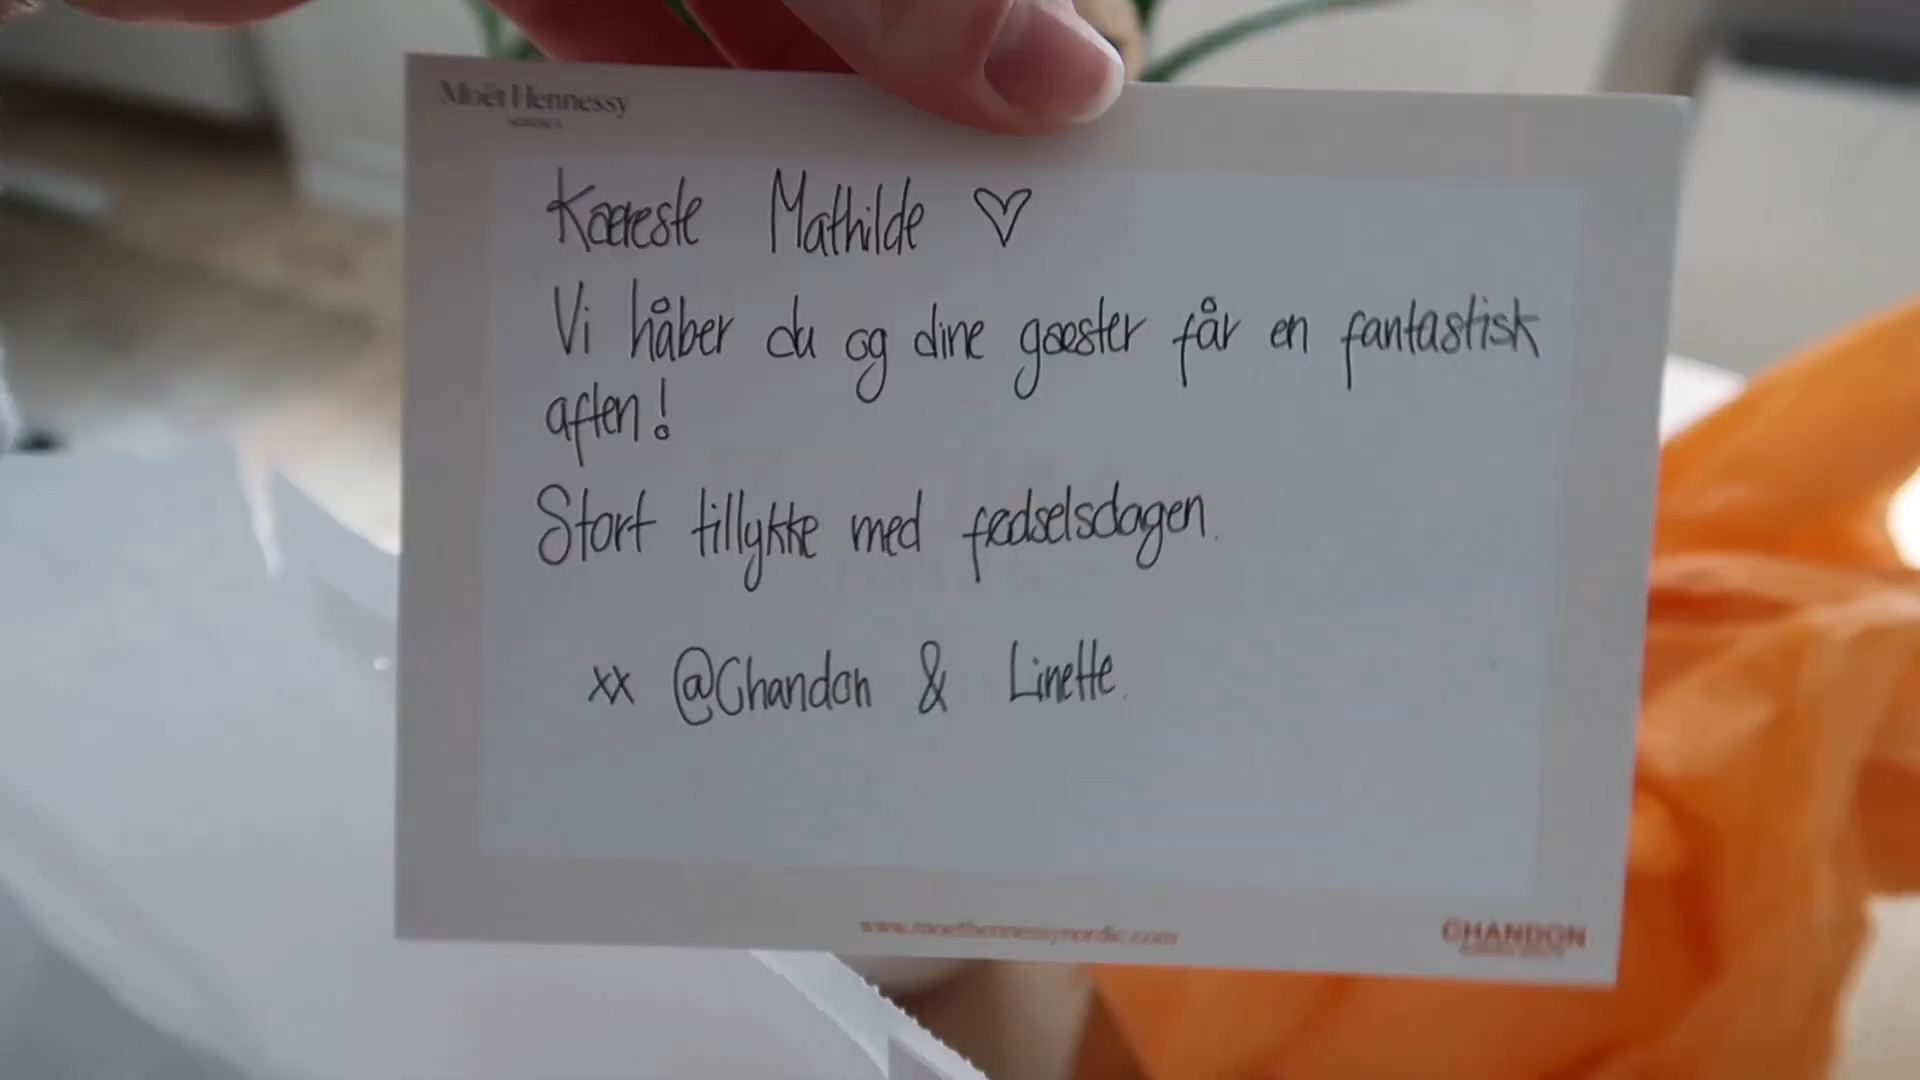 Moët Hennessy
Kæreste Mathilde ♡
Vi håber du og dine gæster får en fantastisk
aften!
Stort tillykke med fødselsdagen.
xx @Chandon & Linette.
www.moethennessynordic.com
CHANDON